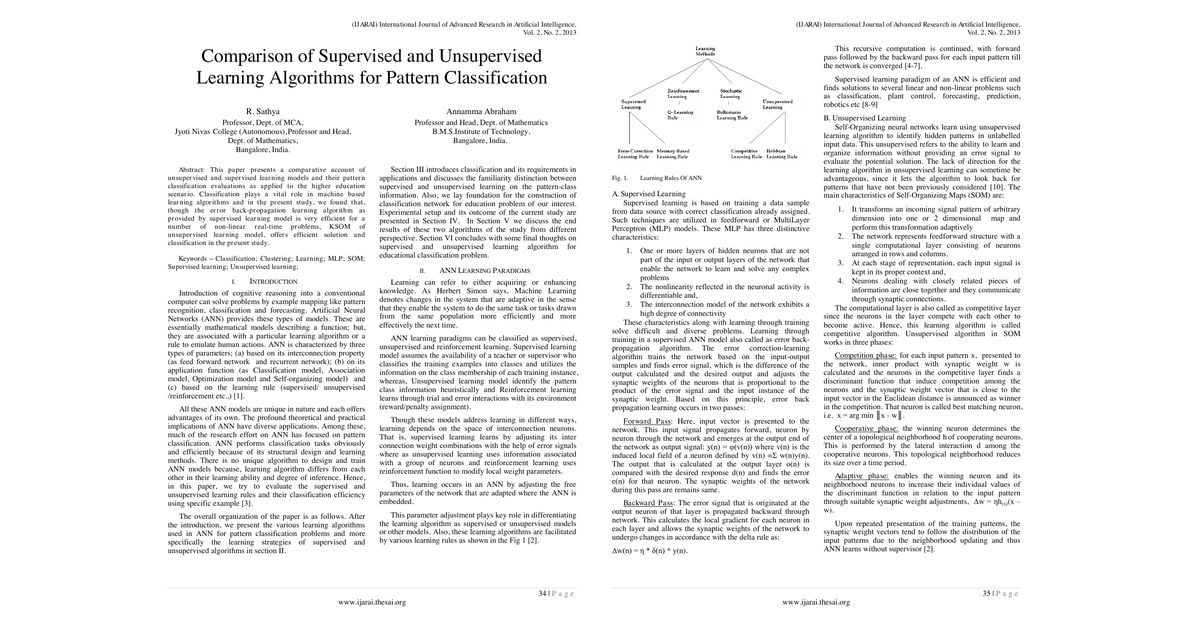 (IJARAI) International Journal of Advanced Research in Artificial Intelligence,
Vol. 2, No. 2, 2013
Comparison of Supervised and Unsupervised
Learning Algorithms for Pattern Classification
R. Sathya
Professor, Dept. of MCA,
Jyoti Nivas College (Autonomous),Professor and Head,
Dept. of Mathematics,
Bangalore, India.
Annamma Abraham
Professor and Head, Dept. of Mathematics
B.M.S.Institute of Technology,
Bangalore, India.
Abstract: This paper presents a comparative account of
unsupervised and supervised learning models and their pattern
classification evaluations as applied to the higher education
scenario. Classification plays a vital role in machine based
learning algorithms and in the present study, we found that,
though the error back-propagation learning algorithm as
provided by supervised learning model is very efficient for a
number of non-linear real-time problems, KSOM of
unsupervised learning model, offers efficient solution and
classification in the present study.
Keywords – Classification; Clustering; Learning; MLP; SOM;
Supervised learning; Unsupervised learning;
I. INTRODUCTION
Introduction of cognitive reasoning into a conventional
computer can solve problems by example mapping like pattern
recognition, classification and forecasting. Artificial Neural
Networks (ANN) provides these types of models. These are
essentially mathematical models describing a function; but,
they are associated with a particular learning algorithm or a
rule to emulate human actions. ANN is characterized by three
types of parameters; (a) based on its interconnection property
(as feed forward network and recurrent network); (b) on its
application function (as Classification model, Association
model, Optimization model and Self-organizing model) and
(c) based on the learning rule (supervised/ unsupervised
/reinforcement etc.,) [1].
All these ANN models are unique in nature and each offers
advantages of its own. The profound theoretical and practical
implications of ANN have diverse applications. Among these,
much of the research effort on ANN has focused on pattern
classification. ANN performs classification tasks obviously
and efficiently because of its structural design and learning
methods. There is no unique algorithm to design and train
ANN models because, learning algorithm differs from each
other in their learning ability and degree of inference. Hence,
in this paper, we try to evaluate the supervised and
unsupervised learning rules and their classification efficiency
using specific example [3].
The overall organization of the paper is as follows. After
the introduction, we present the various learning algorithms
used in ANN for pattern classification problems and more
specifically the learning strategies of supervised and
unsupervised algorithms in section II.
Section III introduces classification and its requirements in
applications and discusses the familiarity distinction between
supervised and unsupervised learning on the pattern-class
information. Also, we lay foundation for the construction of
classification network for education problem of our interest.
Experimental setup and its outcome of the current study are
presented in Section IV. In Section V we discuss the end
results of these two algorithms of the study from different
perspective. Section VI concludes with some final thoughts on
supervised and unsupervised learning algorithm for
educational classification problem.
II. ANN LEARNING PARADIGMS
Learning can refer to either acquiring or enhancing
knowledge. As Herbert Simon says, Machine Learning
denotes changes in the system that are adaptive in the sense
that they enable the system to do the same task or tasks drawn
from the same population more efficiently and more
effectively the next time.
ANN learning paradigms can be classified as supervised,
unsupervised and reinforcement learning. Supervised learning
model assumes the availability of a teacher or supervisor who
classifies the training examples into classes and utilizes the
information on the class membership of each training instance,
whereas, Unsupervised learning model identify the pattern
class information heuristically and Reinforcement learning
learns through trial and error interactions with its environment
(reward/penalty assignment).
Though these models address learning in different ways,
learning depends on the space of interconnection neurons.
That is, supervised learning learns by adjusting its inter
connection weight combinations with the help of error signals
where as unsupervised learning uses information associated
with a group of neurons and reinforcement learning uses
reinforcement function to modify local weight parameters.
Thus, learning occurs in an ANN by adjusting the free
parameters of the network that are adapted where the ANN is
embedded.
This parameter adjustment plays key role in differentiating
the learning algorithm as supervised or unsupervised models
or other models. Also, these learning algorithms are facilitated
by various learning rules as shown in the Fig 1 [2].
34 | P a g e
www.ijarai.thesai.org
(IJARAI) International Journal of Advanced Research in Artificial Intelligence,
Vol. 2, No. 2, 2013
Learning
Methods
Supervised
Learning
Reinforcement
Learning
Stochastic
Learning
Unsupervised
Learning
Q- Learning
Rule
Boltzmann
Learning Rule
Error Correction
Learning Rule
Memory-Based
Learning Rule
Competitive
Learning Rule
Hebbian
Learning Rule
Fig. 1. Learning Rules Of ANN
A. Supervised Learning
Supervised learning is based on training a data sample
from data source with correct classification already assigned.
Such techniques are utilized in feedforward or MultiLayer
Perceptron (MLP) models. These MLP has three distinctive
characteristics:
1. One or more layers of hidden neurons that are not
part of the input or output layers of the network that
enable the network to learn and solve any complex
problems
2. The nonlinearity reflected in the neuronal activity is
differentiable and,
3. The interconnection model of the network exhibits a
high degree of connectivity
These characteristics along with learning through training
solve difficult and diverse problems. Learning through
training in a supervised ANN model also called as error back-
propagation algorithm. The error correction-learning
algorithm trains the network based on the input-output
samples and finds error signal, which is the difference of the
output calculated and the desired output and adjusts the
synaptic weights of the neurons that is proportional to the
product of the error signal and the input instance of the
synaptic weight. Based on this principle, error back
propagation learning occurs in two passes:
Forward Pass: Here, input vector is presented to the
network. This input signal propagates forward, neuron by
neuron through the network and emerges at the output end of
the network as output signal: y(n) = φ(v(n)) where v(n) is the
induced local field of a neuron defined by v(n) =Σ w(n)y(n).
The output that is calculated at the output layer o(n) is
compared with the desired response d(n) and finds the error
e(n) for that neuron. The synaptic weights of the network
during this pass are remains same.
Backward Pass: The error signal that is originated at the
output neuron of that layer is propagated backward through
network. This calculates the local gradient for each neuron in
each layer and allows the synaptic weights of the network to
undergo changes in accordance with the delta rule as:
Δw(n) = η * δ(n) * y(n).
This recursive computation is continued, with forward
pass followed by the backward pass for each input pattern till
the network is converged [4-7].
Supervised learning paradigm of an ANN is efficient and
finds solutions to several linear and non-linear problems such
as classification, plant control, forecasting, prediction,
robotics etc [8-9]
B. Unsupervised Learning
Self-Organizing neural networks learn using unsupervised
learning algorithm to identify hidden patterns in unlabelled
input data. This unsupervised refers to the ability to learn and
organize information without providing an error signal to
evaluate the potential solution. The lack of direction for the
learning algorithm in unsupervised learning can sometime be
advantageous, since it lets the algorithm to look back for
patterns that have not been previously considered [10]. The
main characteristics of Self-Organizing Maps (SOM) are:
1. It transforms an incoming signal pattern of arbitrary
dimension into one or 2 dimensional map and
perform this transformation adaptively
2. The network represents feedforward structure with a
single computational layer consisting of neurons
arranged in rows and columns.
3. At each stage of representation, each input signal is
kept in its proper context and,
4. Neurons dealing with closely related pieces of
information are close together and they communicate
through synaptic connections.
The computational layer is also called as competitive layer
since the neurons in the layer compete with each other to
become active. Hence, this learning algorithm is called
competitive algorithm. Unsupervised algorithm in SOM
works in three phases:
Competition phase: for each input pattern x, presented to
the network, inner product with synaptic weight w is
calculated and the neurons in the competitive layer finds a
discriminant function that induce competition among the
neurons and the synaptic weight vector that is close to the
input vector in the Euclidean distance is announced as winner
in the competition. That neuron is called best matching neuron,
i.e. x = arg min ║x - w║.
Cooperative phase: the winning neuron determines the
center of a topological neighborhood h of cooperating neurons.
This is performed by the lateral interaction d among the
cooperative neurons. This topological neighborhood reduces
its size over a time period.
Adaptive phase: enables the winning neuron and its
neighborhood neurons to increase their individual values of
the discriminant function in relation to the input pattern
through suitable synaptic weight adjustments, Δw = ηh(x)(x –
w).
Upon repeated presentation of the training patterns, the
synaptic weight vectors tend to follow the distribution of the
input patterns due to the neighborhood updating and thus
ANN learns without supervisor [2].
35 | P a g e
www.ijarai.thesai.org